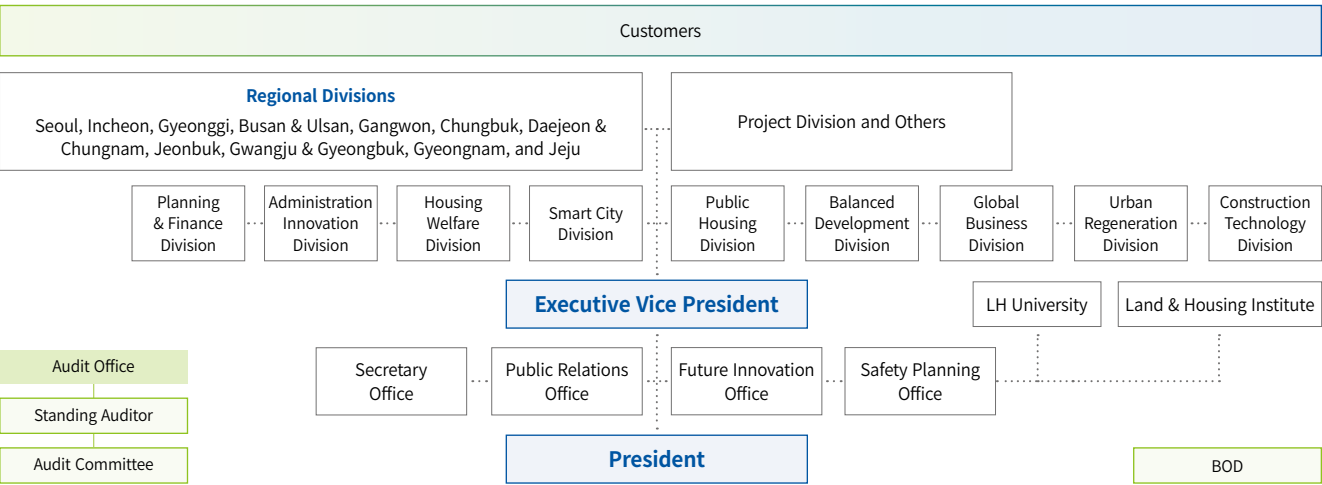 Customers
Regional Divisions
Seoul, Incheon, Gyeonggi, Busan & Ulsan, Gangwon, Chungbuk, Daejeon &
Chungnam, Jeonbuk, Gwangju & Gyeongbuk, Gyeongnam, and Jeju
Project Division and Others
Planning
& Finance
Division
Administration
Innovation
Division
Housing
Welfare
Division
Smart City
Division
Public
Housing
Division
Balanced
Development
Division
Global
Business
Division
Urban
Regeneration
Division
Construction
Technology
Division
Executive Vice President
LH University
Land & Housing Institute
Audit Office
Standing Auditor
Audit Committee
Secretary
Office
Public Relations
Office
Future Innovation
Office
Safety Planning
Office
President
BOD